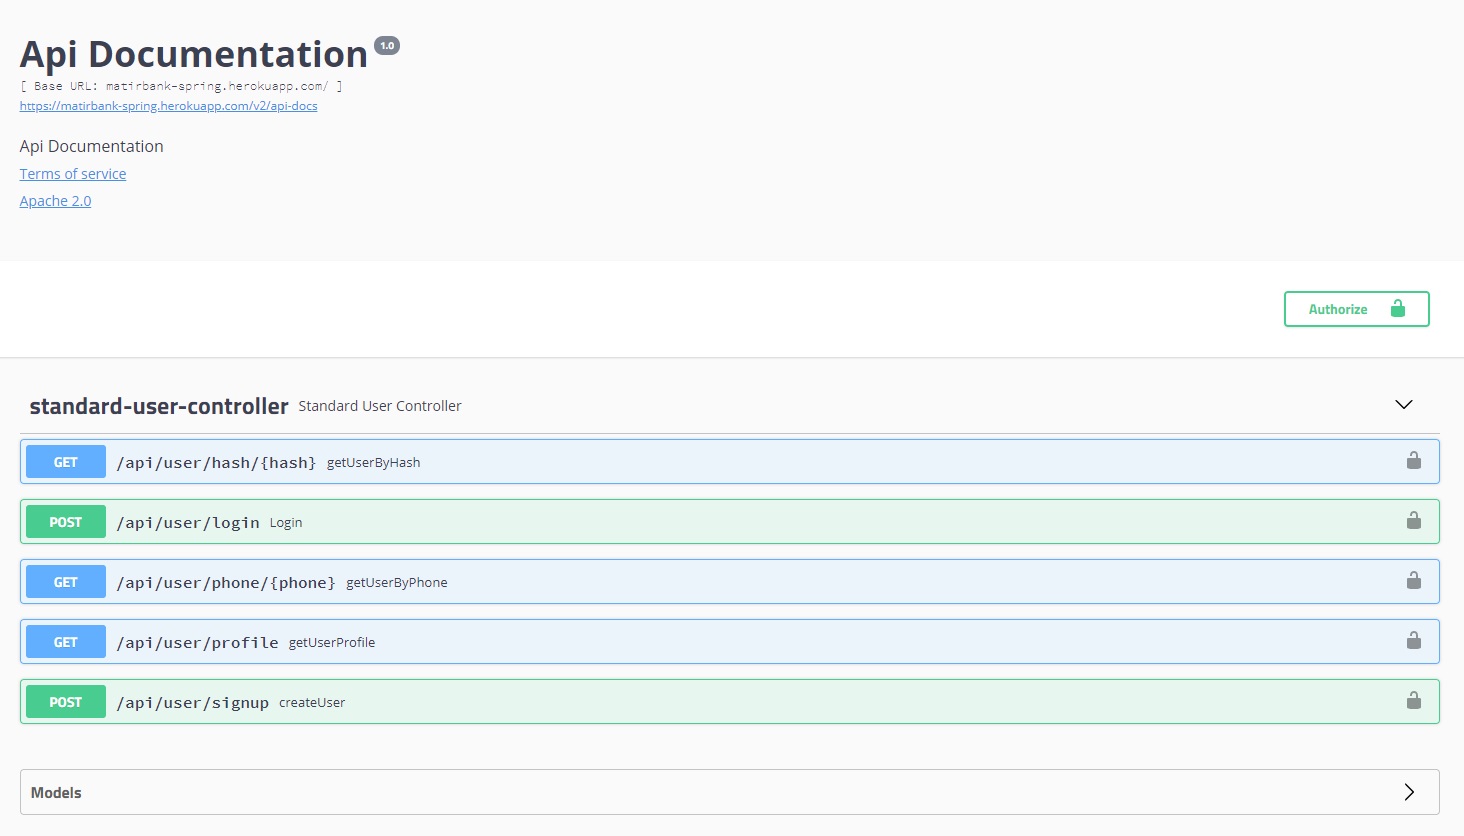 Api Documentation 1.0
[ Base URL: matirbank-spring.herokuapp.com/ ]
https://matirbank-spring.herokuapp.com/v2/api-docs
Api Documentation
Terms of service
Apache 2.0
Authorize
standard-user-controller Standard User Controller
GET /api/user/hash/{hash} getUserByHash
POST /api/user/login Login
GET /api/user/phone/{phone} getUserByPhone
GET /api/user/profile getUserProfile
POST /api/user/signup createUser
Models